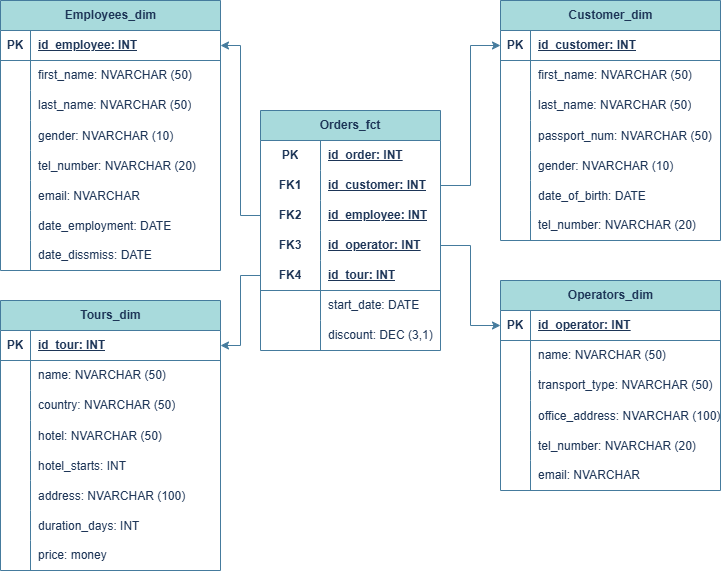 Employees_dim
PK id_employee: INT
first_name: NVARCHAR (50)
last_name: NVARCHAR (50)
gender: NVARCHAR (10)
tel_number: NVARCHAR (20)
email: NVARCHAR
date_employment: DATE
date_dissmiss: DATE
Customer_dim
PK id_customer: INT
first_name: NVARCHAR (50)
last_name: NVARCHAR (50)
passport_num: NVARCHAR (50)
gender: NVARCHAR (10)
date_of_birth: DATE
tel_number: NVARCHAR (20)
Orders_fct
PK id_order: INT
FK1 id_customer: INT
FK2 id_employee: INT
FK3 id_operator: INT
FK4 id_tour: INT
start_date: DATE
discount: DEC (3,1)
Tours_dim
PK id_tour: INT
name: NVARCHAR (50)
country: NVARCHAR (50)
hotel: NVARCHAR (50)
hotel_starts: INT
address: NVARCHAR (100)
duration_days: INT
price: money
Operators_dim
PK id_operator: INT
name: NVARCHAR (50)
transport_type: NVARCHAR (50)
office_address: NVARCHAR (100)
tel_number: NVARCHAR (20)
email: NVARCHAR